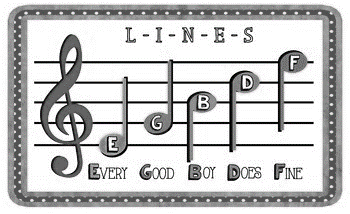 L-I-N-E-S
E G B D F
Every Good Boy Does Fine